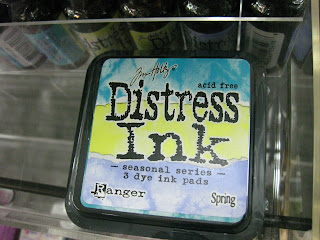 Tim Holtz
acid free
Distress
Ink
— seasonal series —
3 dye ink pads
Ranger
Spring